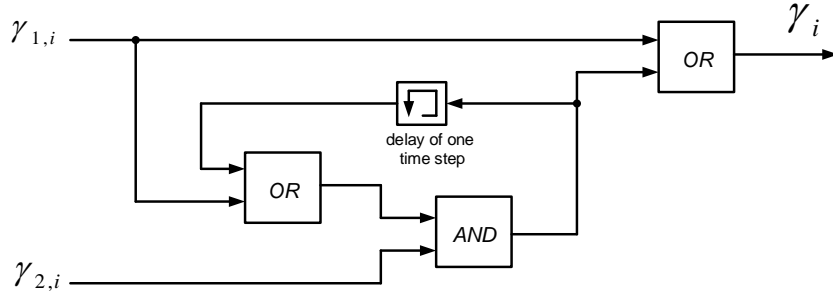 γ1,i
γi
OR
delay of one
time step
OR
AND
γ2,i